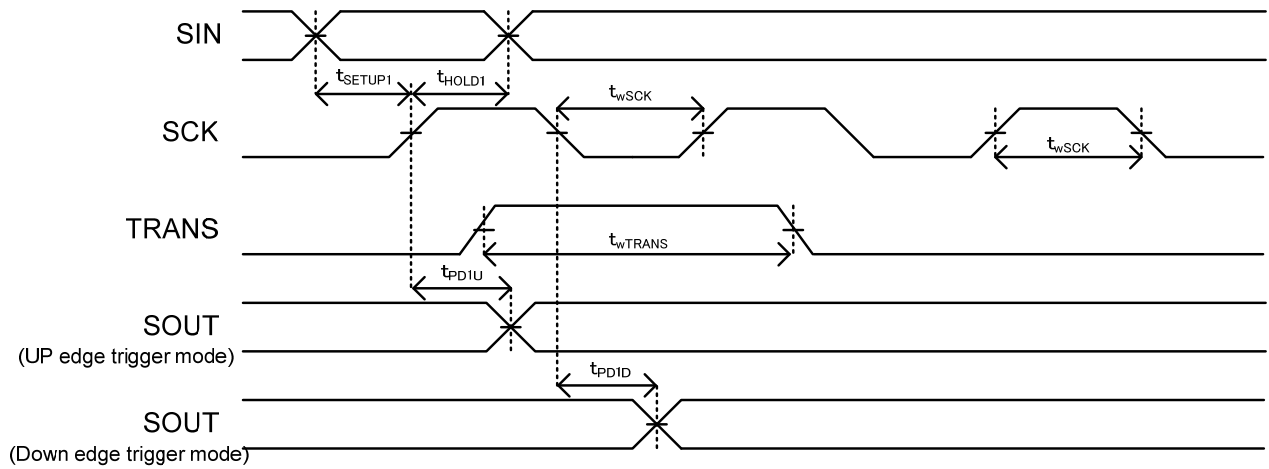 SIN
tSETUP1
tHOLD1
twSCK
SCK
twSCK
TRANS
twTRANS
tPD1U
SOUT
(UP edge trigger mode)
tPD1D
SOUT
(Down edge trigger mode)